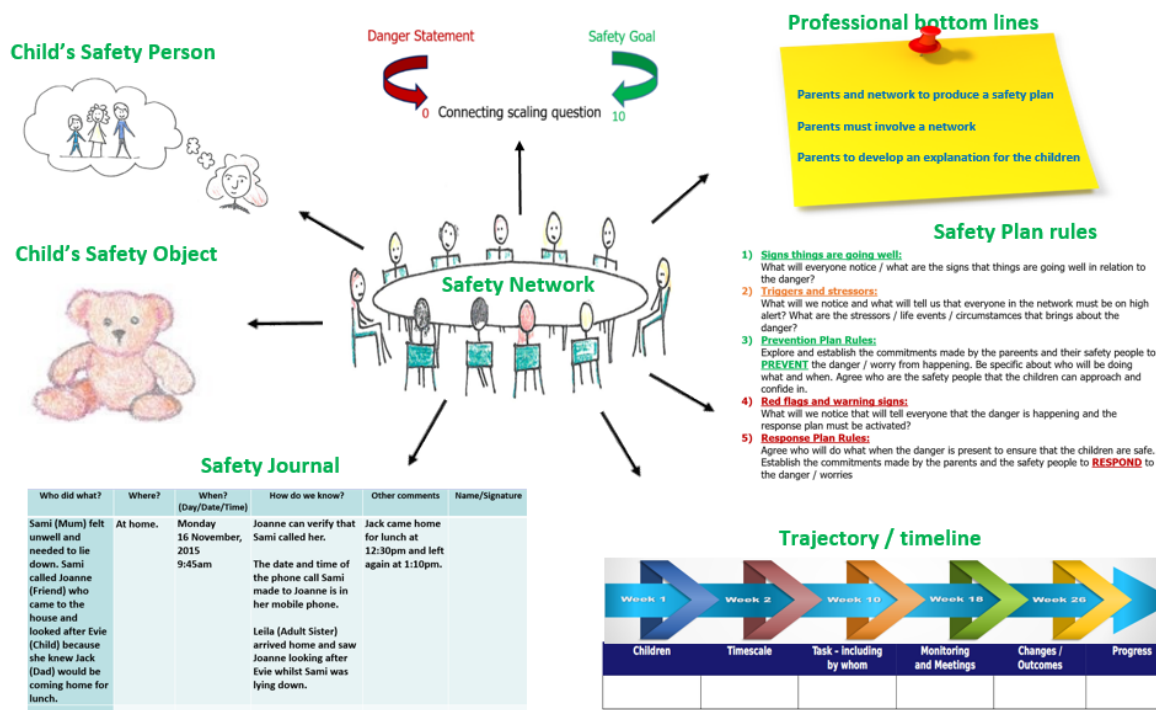 Child's Safety Person
Danger Statement
Safety Goal
0 Connecting scaling question 10
Professional bottom lines
Parents and network to produce a safety plan
Parents must involve a network
Parents to develop an explanation for the children
Child's Safety Object
Safety Network
Safety Plan rules
1) Signs things are going well:
What will everyone notice / what are the signs that things are going well in relation to
the danger?
2) Triggers and stressors:
What will we notice and what will tell us that everyone in the network must be on high
alert? What are the stressors / life events / circumstamces that brings about the
danger?
3) Prevention Plan Rules:
Explore and establish the commitments made by the pareents and their safety people to
PREVENT the danger / worry from happening. Be specific about who will be doing
what and when. Agree who are the safety people that the children can approach and
confide in.
4) Red flags and warning signs:
What will we notice that will tell everyone that the danger is happening and the
response plan must be activated?
5) Response Plan Rules:
Agree who will do what when the danger is present to ensure that the children are safe.
Establish the commitments made by the parents and the safety people to RESPOND to
the danger / worries
Safety Journal
Who did what?
Where?
When?
(Day/Date/Time)
How do we know?
Other comments
Name/Signature
Sami (Mum) felt
unwell and
needed to lie
down. Sami
called Joanne
(Friend) who
came to the
house and
looked after Evie
(Child) because
she knew Jack
(Dad) would be
coming home for
lunch.
At home.
Monday
16 November,
2015
9:45am
Joanne can verify that
Sami called her.
The date and time of
the phone call Sami
made to Joanne is in
her mobile phone.
Leila (Adult Sister)
arrived home and saw
Joanne looking after
Evie whilst Sami was
lying down.
Jack came home
for lunch at
12:30pm and left
again at 1:10pm.
Trajectory / timeline
Week 1
Week 2
Week 10
Week 18
Week 26
Children
Timescale
Task - including
by whom
Monitoring
and Meetings
Changes /
Outcomes
Progress